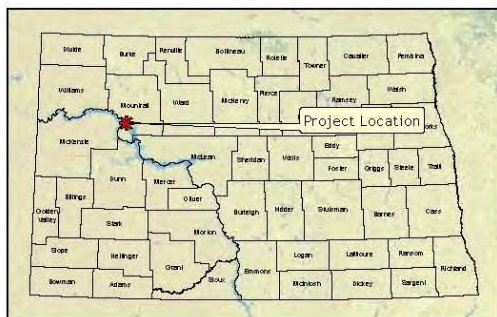 Divide Burke Renville Bottineau Rolette Towner Cavalier Pembina
Williams Mountrail Ward McHenry Pierce Ramsey Walsh
Project Location
orks
McKenzie McLean Sheridan Wells Eddy
Foster Griggs Steele Traill
Dunn Mercer
Oliver
Billings
Golden
Valley
Stark Burleigh Kidder Stutsman Barnes Cass
Morton
Slope Hettinger Grant Logan LaMoure Ransom
Sioux Emmons Richland
Bowman Adams McIntosh Dickey Sargent